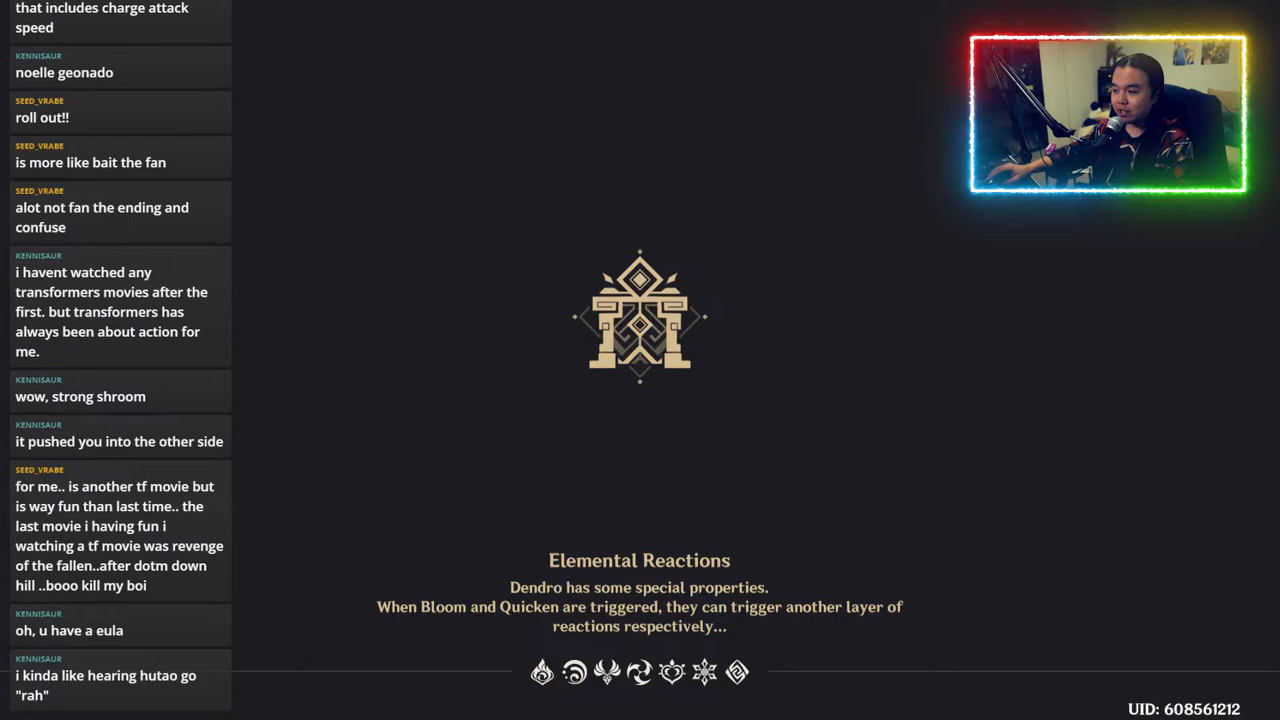 that includes charge attack
speed
KENNISAUR
noelle geonado
SEED_VRABE
roll out!!
SEED_VRABE
is more like bait the fan
SEED_VRABE
alot not fan the ending and
confuse
KENNISAUR
i havent watched any
transformers movies after the
first. but transformers has
always been about action for
me.
KENNISAUR
wow, strong shroom
KENNISAUR
it pushed you into the other side
SEED_VRABE
for me.. is another tf movie but
is way fun than last time.. the
last movie i having fun i
watching a tf movie was revenge
of the fallen..after dotm down
hill ..booo kill my boi
KENNISAUR
oh, u have a eula
KENNISAUR
i kinda like hearing hutao go
"rah"
Elemental Reactions
Dendro has some special properties.
When Bloom and Quicken are triggered, they can trigger another layer of
reactions respectively...
UID: 608561212